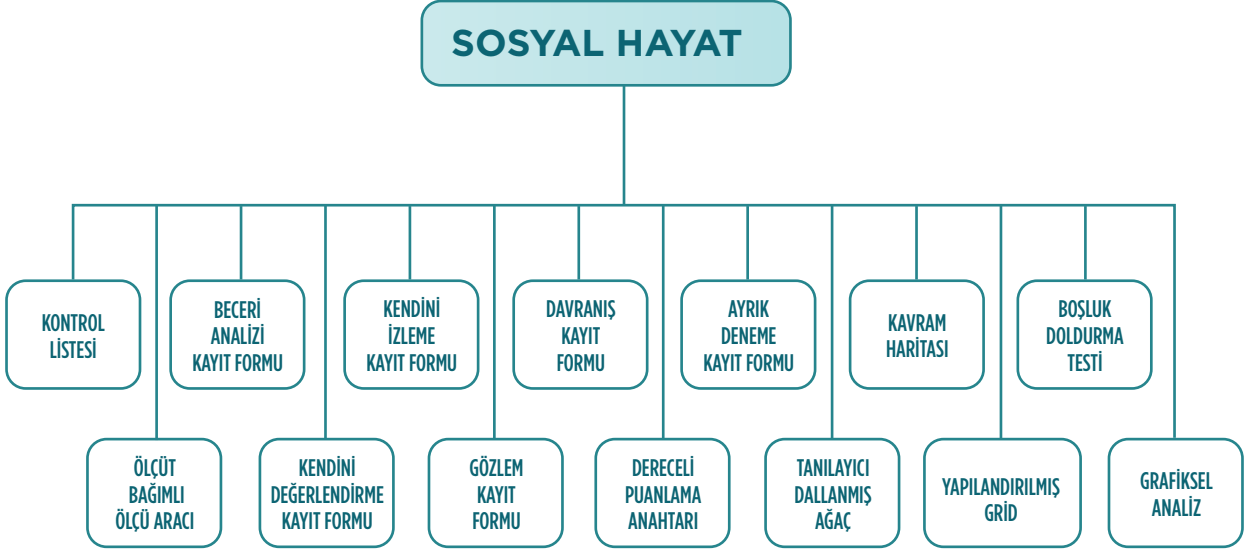 SOSYAL HAYAT
KONTROL
LİSTESİ
BECERİ
ANALİZİ
KAYIT FORMU
KENDİNİ
İZLEME
KAYIT FORMU
DAVRANIŞ
KAYIT
FORMU
AYRIK
DENEME
KAYIT FORMU
KAVRAM
HARİTASI
BOŞLUK
DOLDURMA
TESTİ
ÖLÇÜT
BAĞIMLI
ÖLÇÜ ARACI
KENDİNİ
DEĞERLENDİRME
KAYIT FORMU
GÖZLEM
KAYIT
FORMU
DERECELİ
PUANLAMA
ANAHTARI
TANILAYICI
DALLANMIŞ
AĞAÇ
YAPILANDIRILMIŞ
GRİD
GRAFİKSEL
ANALİZ